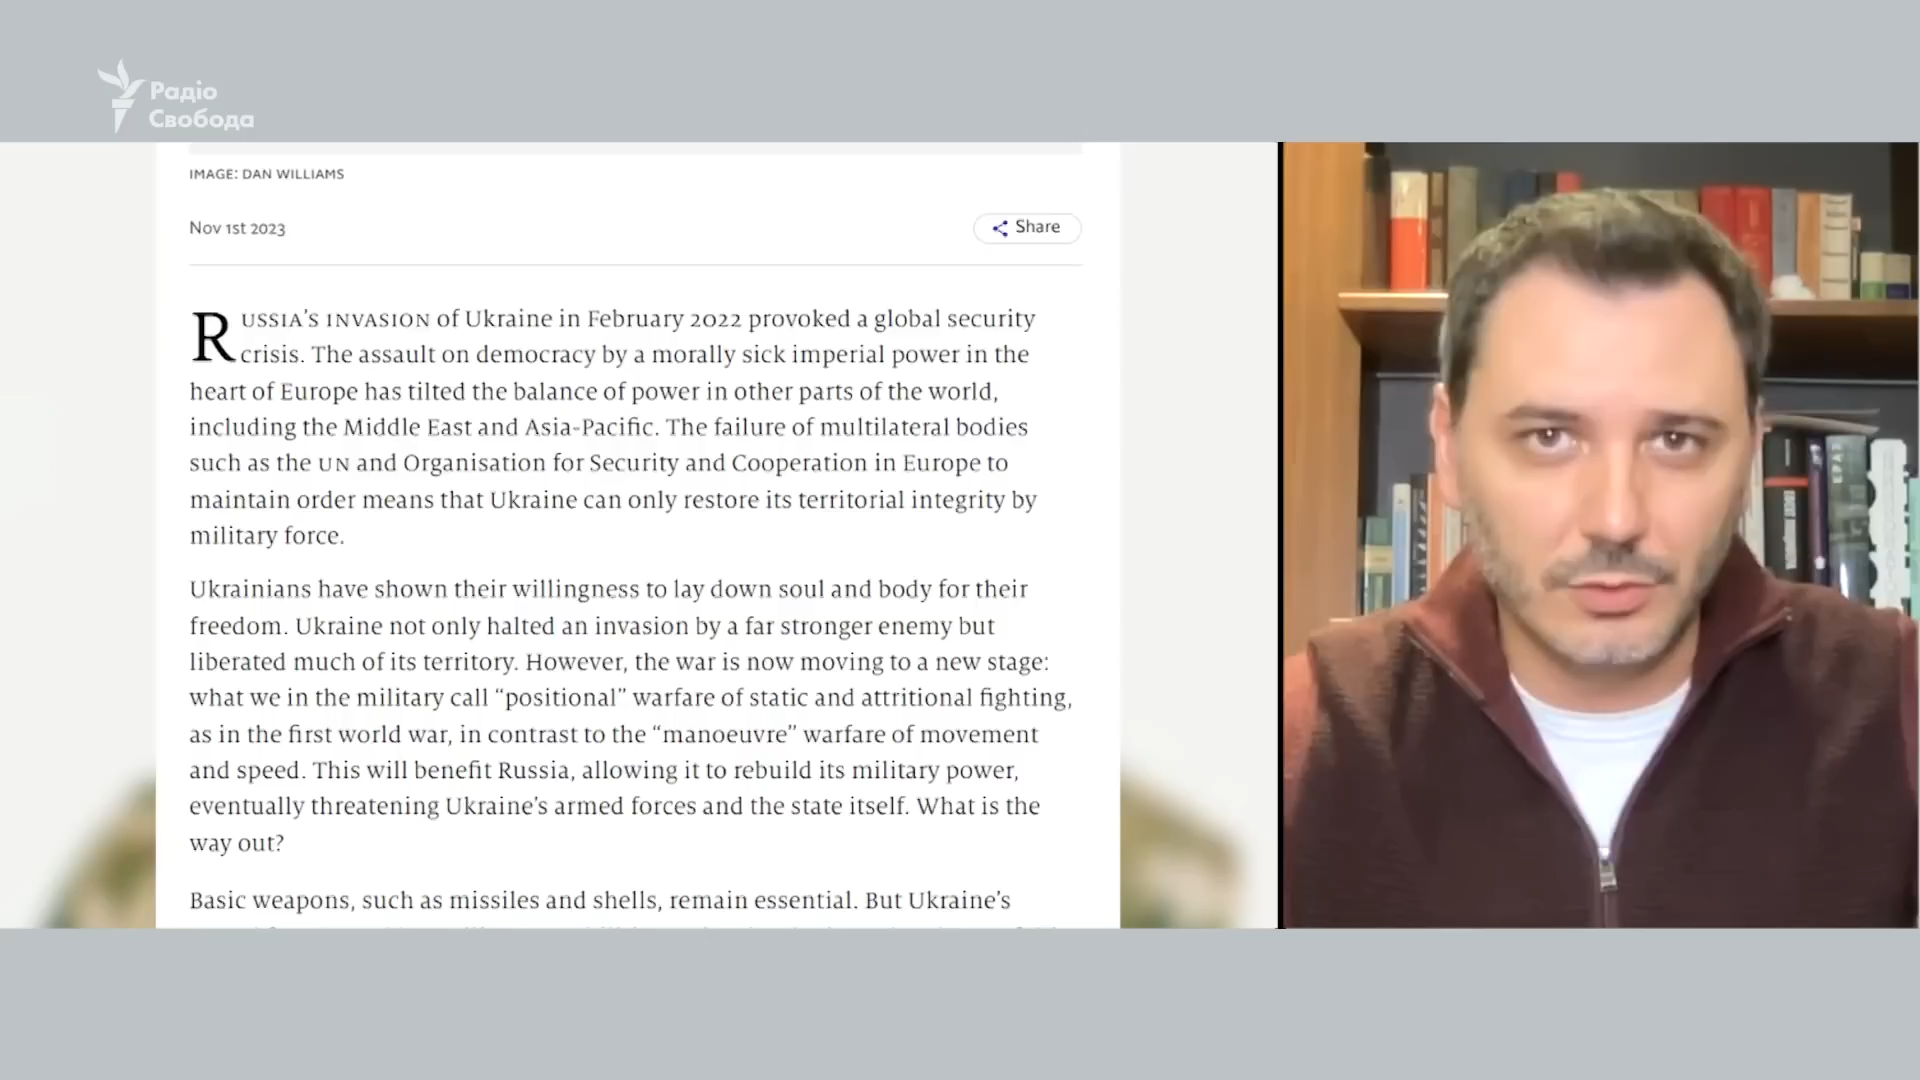 Радіо
Свобода
IMAGE: DAN WILLIAMS
Nov 1st 2023
Share
RUSSIA’S INVASION of Ukraine in February 2022 provoked a global security
crisis. The assault on democracy by a morally sick imperial power in the
heart of Europe has tilted the balance of power in other parts of the world,
including the Middle East and Asia-Pacific. The failure of multilateral bodies
such as the UN and Organisation for Security and Cooperation in Europe to
maintain order means that Ukraine can only restore its territorial integrity by
military force.
Ukrainians have shown their willingness to lay down soul and body for their
freedom. Ukraine not only halted an invasion by a far stronger enemy but
liberated much of its territory. However, the war is now moving to a new stage:
what we in the military call “positional” warfare of static and attritional fighting,
as in the first world war, in contrast to the “manoeuvre” warfare of movement
and speed. This will benefit Russia, allowing it to rebuild its military power,
eventually threatening Ukraine’s armed forces and the state itself. What is the
way out?
Basic weapons, such as missiles and shells, remain essential. But Ukraine’s